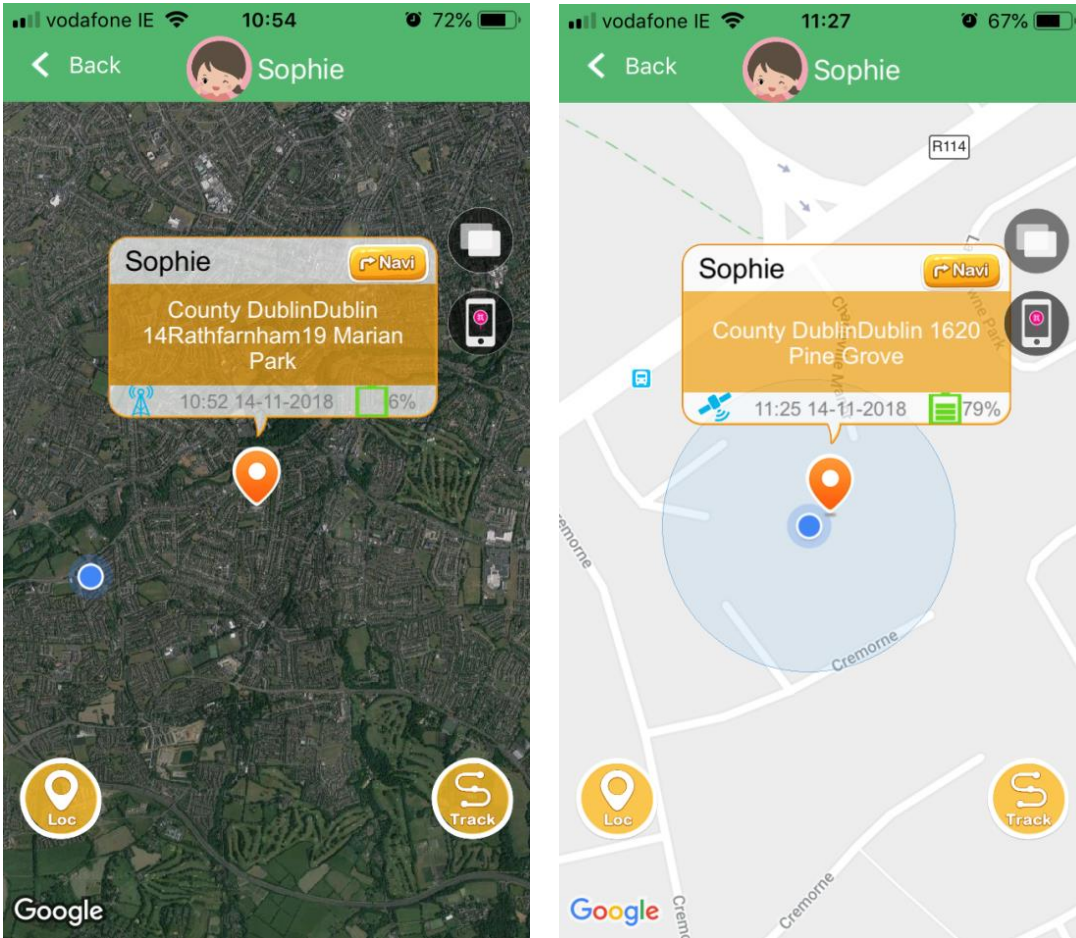 vodafone IE 10:54 72%
Back Sophie
Sophie Navi
County DublinDublin
14Rathfarnham19 Marian
Park
10:52 14-11-2018 6%
Loc
Track
Google
vodafone IE 11:27 67%
Back Sophie
R114
Sophie Navi
County DublinDublin 1620
Pine Grove
11:25 14-11-2018 79%
Cremorne
Cremorne
Loc
Track
Cremorne
Google